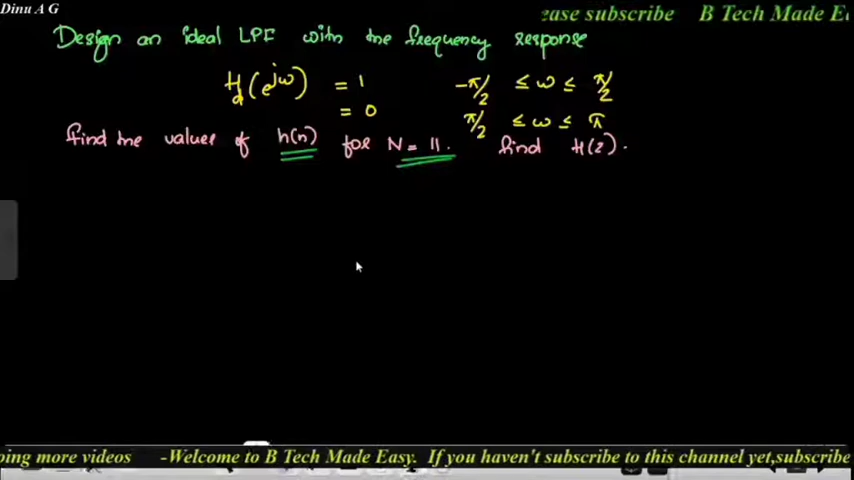 Dinu A G
ease subscribe B Tech Made E
Design an ideal LPF with the frequency response
H_d(e^{jω}) = 1 -π/2 ≤ ω ≤ π/2
= 0 π/2 ≤ ω ≤ π
find the values of h(n) for N = 11. find H(z).
oing more videos -Welcome to B Tech Made Easy. If you haven't subscribe to this channel yet,subscribe